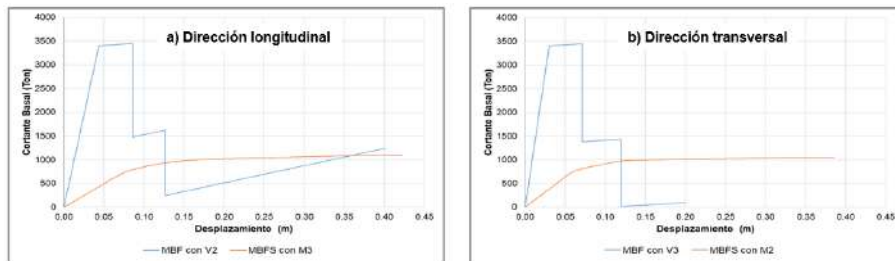 a) Dirección longitudinal
Cortante Basal (Ton)
4000
3500
3000
2500
2000
1500
1000
500
0
0.00 0.05 0.10 0.15 0.20 0.25 0.30 0.35 0.40 0.45
Desplazamiento (m)
MBF con V2 MBFS con M3
b) Dirección transversal
Cortante Basal (Ton)
4000
3500
3000
2500
2000
1500
1000
500
0
0.00 0.05 0.10 0.15 0.20 0.25 0.30 0.35 0.40 0.45
Desplazamiento (m)
MBF con V3 MBFS con M2